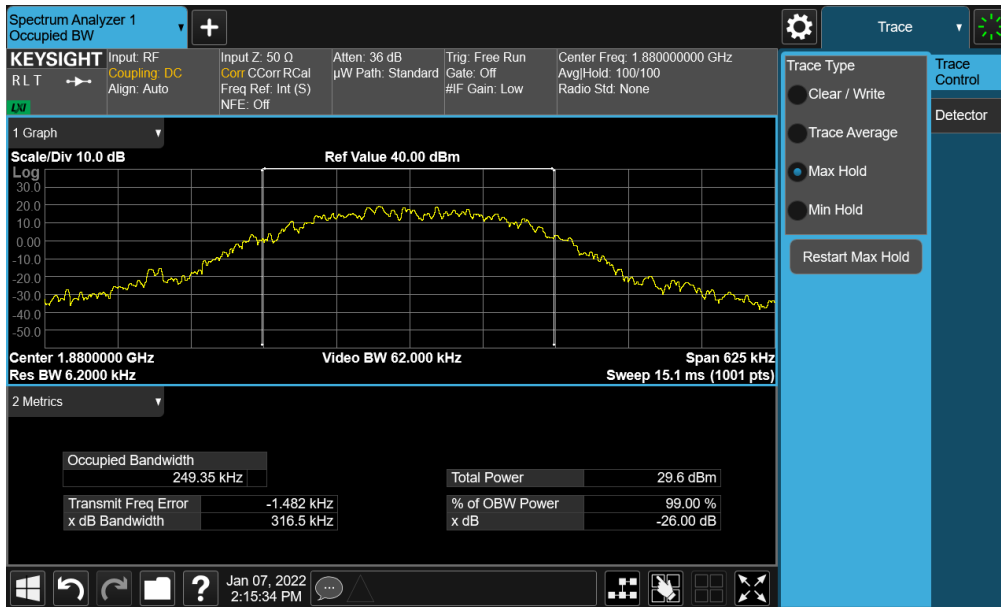 Spectrum Analyzer 1
Occupied BW
+
Trace
KEYSIGHT
R L T
LXI
Input: RF
Coupling: DC
Align: Auto
Input Z: 50 Ω
Corr CCorr RCal
Freq Ref: Int (S)
NFE: Off
Atten: 36 dB
µW Path: Standard
Trig: Free Run
Gate: Off
#IF Gain: Low
Center Freq: 1.880000000 GHz
Avg|Hold: 100/100
Radio Std: None
Trace Type
Clear / Write
Trace Average
Max Hold
Min Hold
Restart Max Hold
Trace
Control
Detector
1 Graph
Scale/Div 10.0 dB
Ref Value 40.00 dBm
Log
30.0
20.0
10.0
0.00
-10.0
-20.0
-30.0
-40.0
-50.0
Center 1.8800000 GHz
Video BW 62.000 kHz
Span 625 kHz
Res BW 6.2000 kHz
Sweep 15.1 ms (1001 pts)
2 Metrics
Occupied Bandwidth
249.35 kHz
Total Power 29.6 dBm
Transmit Freq Error -1.482 kHz
% of OBW Power 99.00 %
x dB Bandwidth 316.5 kHz
x dB -26.00 dB
?
Jan 07, 2022
2:15:34 PM